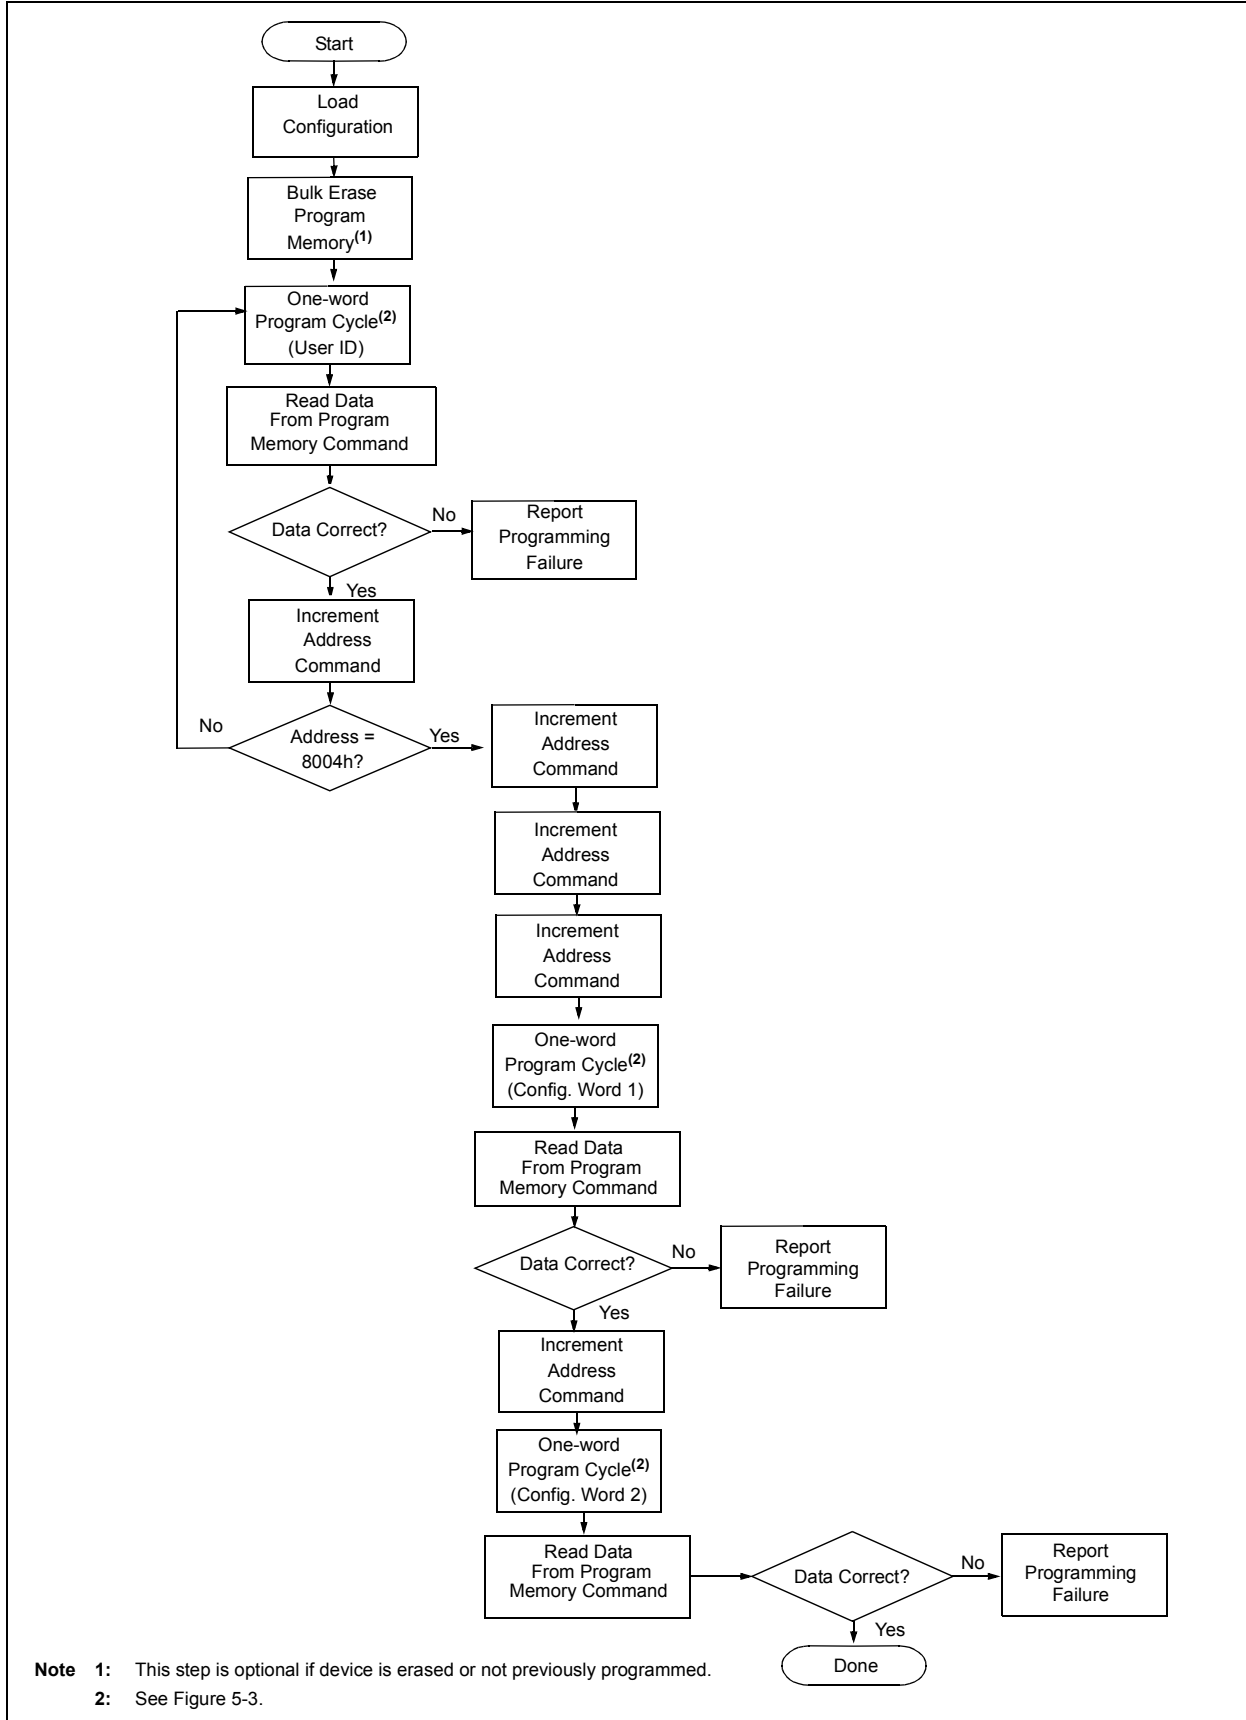 Start
Load
Configuration
Bulk Erase
Program
Memory(1)
One-word
Program Cycle(2)
(User ID)
Read Data
From Program
Memory Command
Data Correct?
No
Report
Programming
Failure
Yes
Increment
Address
Command
No
Address =
8004h?
Yes
Increment
Address
Command
Increment
Address
Command
Increment
Address
Command
One-word
Program Cycle(2)
(Config. Word 1)
Read Data
From Program
Memory Command
Data Correct?
No
Report
Programming
Failure
Yes
Increment
Address
Command
One-word
Program Cycle(2)
(Config. Word 2)
Read Data
From Program
Memory Command
Data Correct?
No
Report
Programming
Failure
Yes
Done
Note 1: This step is optional if device is erased or not previously programmed.
2: See Figure 5-3.